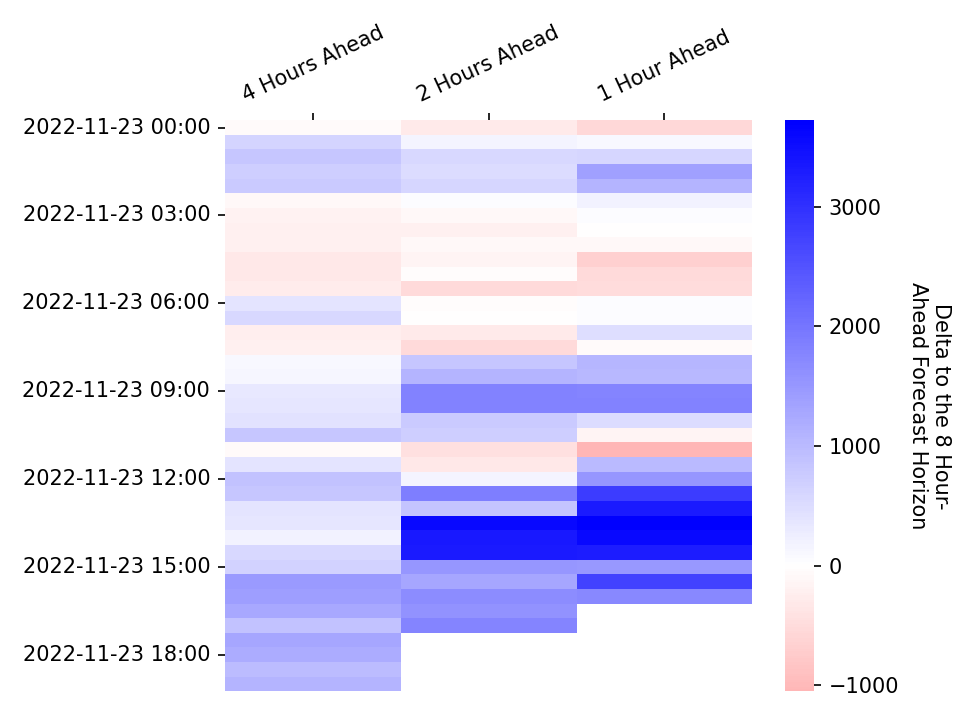 4 Hours Ahead
2 Hours Ahead
1 Hour Ahead
2022-11-23 00:00
2022-11-23 03:00
2022-11-23 06:00
2022-11-23 09:00
2022-11-23 12:00
2022-11-23 15:00
2022-11-23 18:00
3000
2000
1000
0
−1000
Delta to the 8 Hour-
Ahead Forecast Horizon